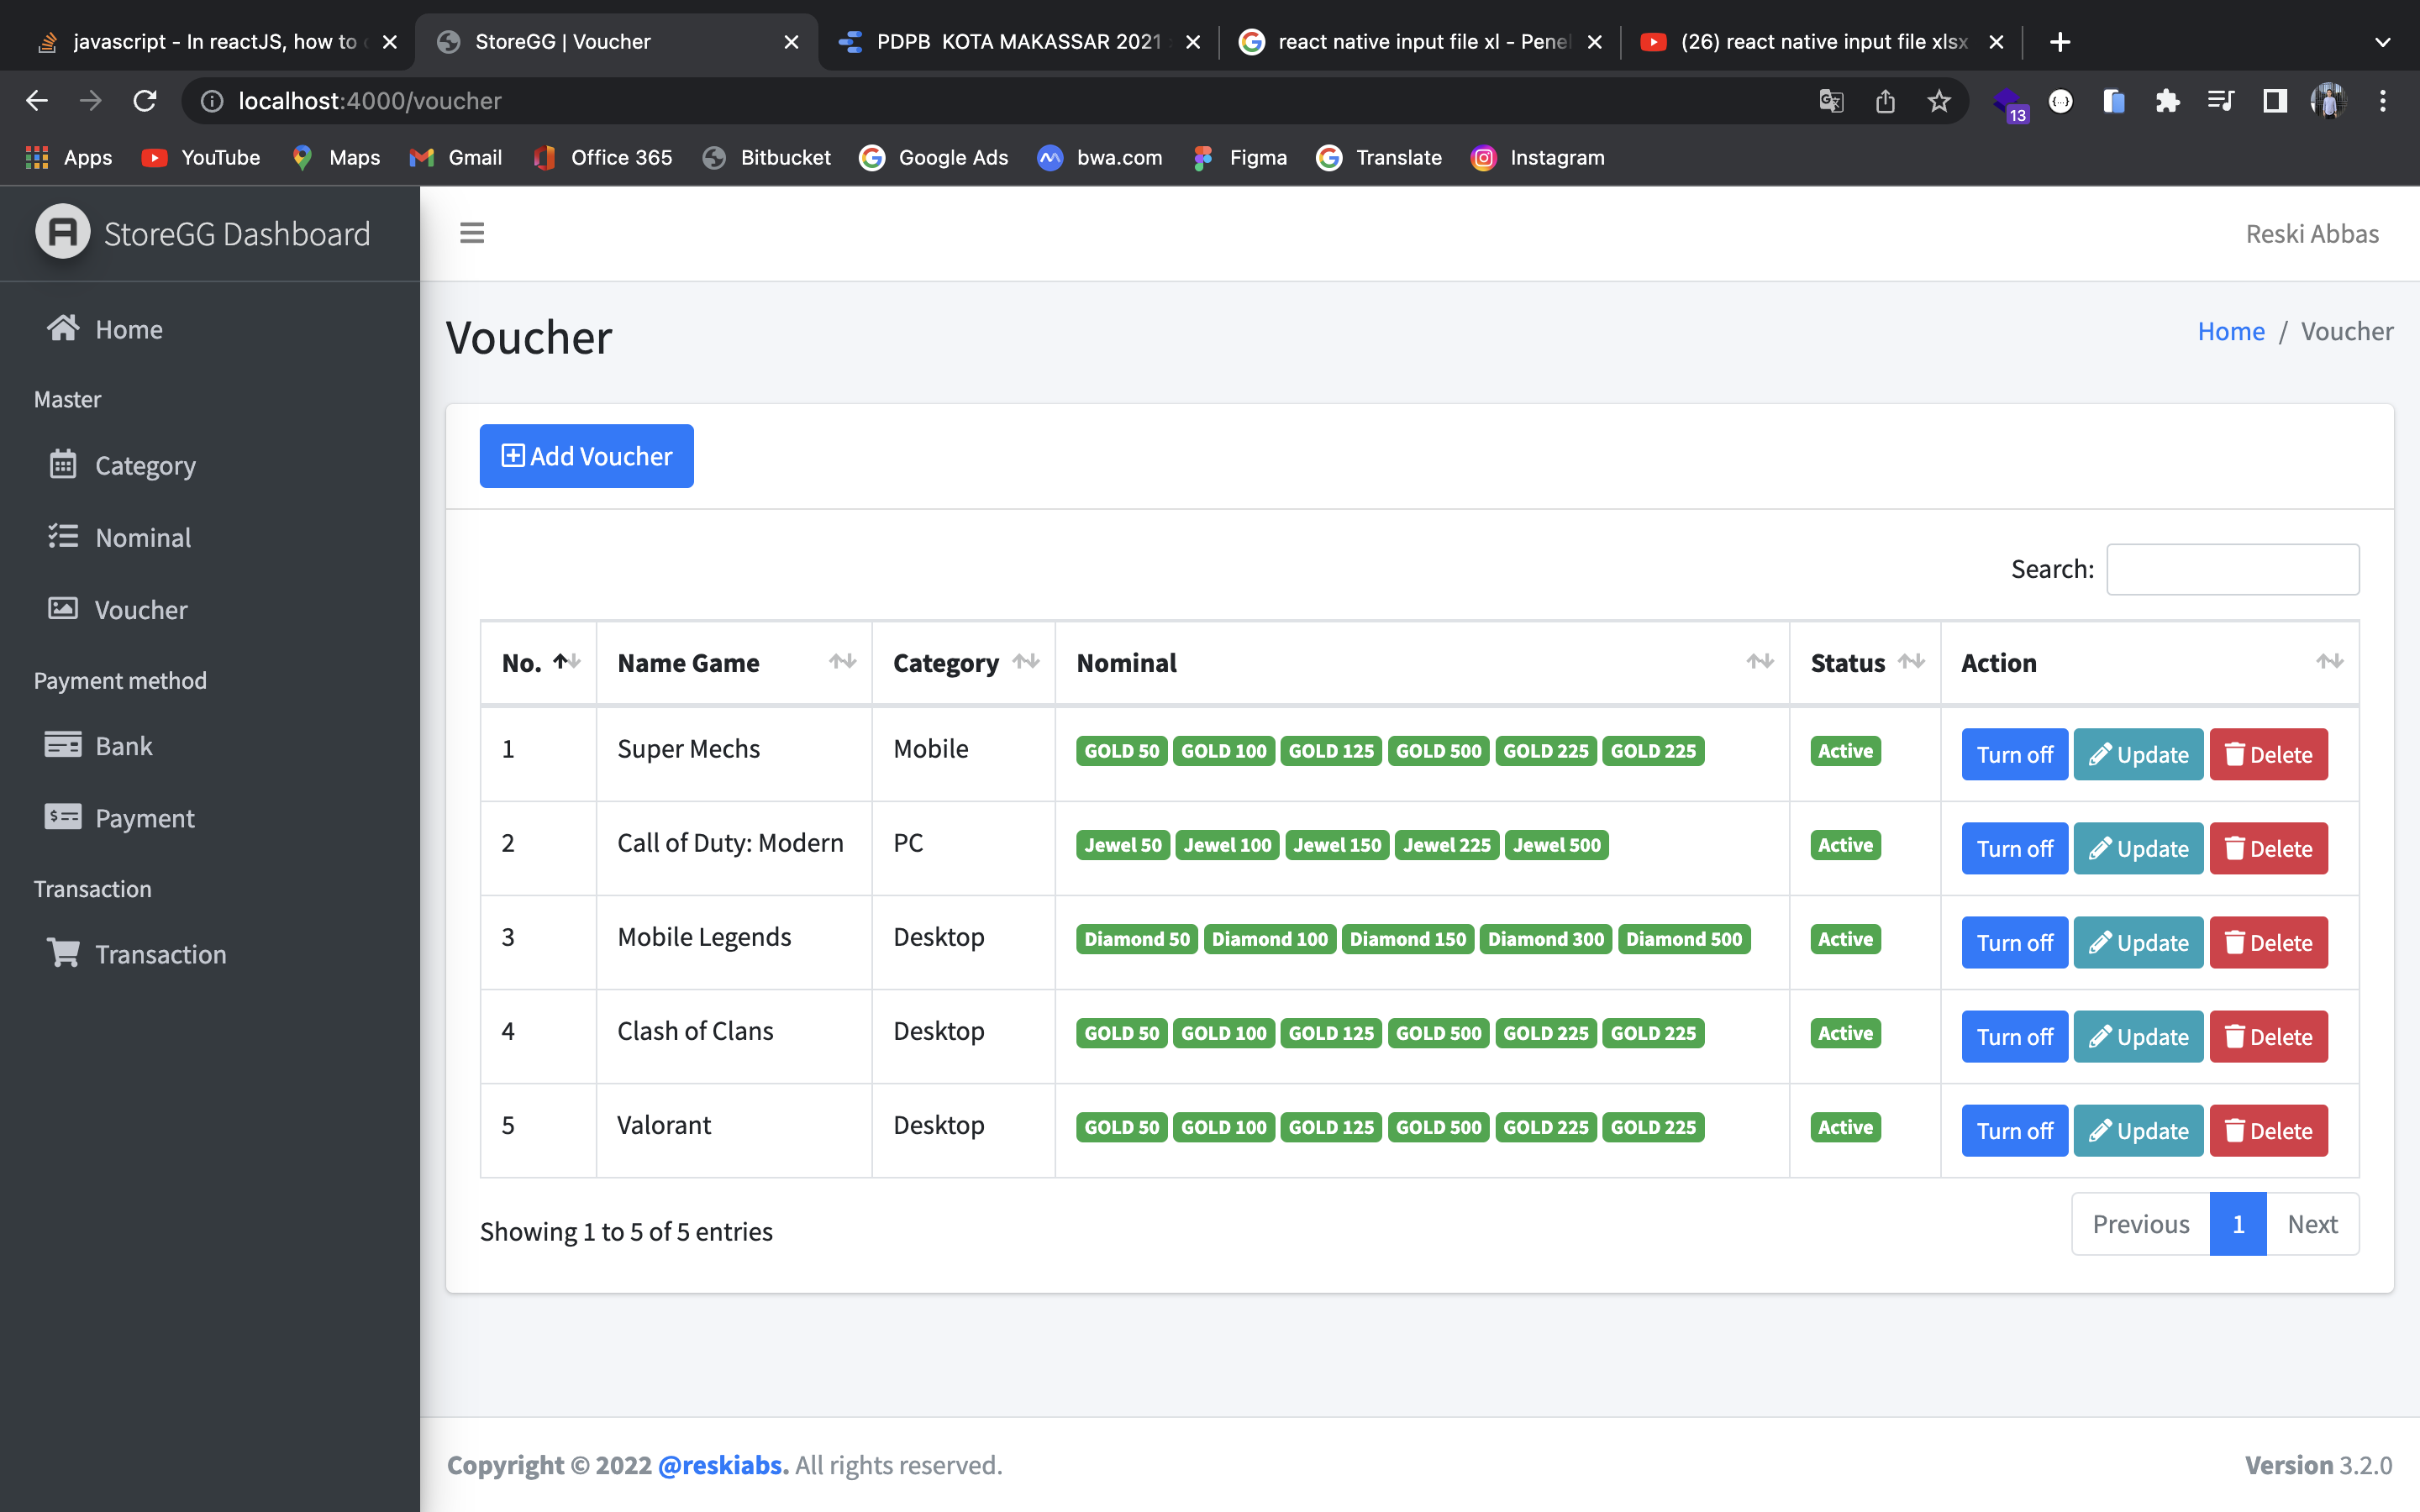 javascript - In reactJS, how to
StoreGG | Voucher
PDPB KOTA MAKASSAR 2021
react native input file xl - Penel
(26) react native input file xlsx
localhost:4000/voucher
13
Apps
YouTube
Maps
Gmail
Office 365
Bitbucket
Google Ads
bwa.com
Figma
Translate
Instagram
StoreGG Dashboard
Reski Abbas
Home
Master
Category
Nominal
Voucher
Payment method
Bank
Payment
Transaction
Transaction
Voucher
Home / Voucher
Add Voucher
Search:
No. Name Game Category Nominal Status Action
1 Super Mechs Mobile GOLD 50 GOLD 100 GOLD 125 GOLD 500 GOLD 225 GOLD 225 Active Turn off Update Delete
2 Call of Duty: Modern PC Jewel 50 Jewel 100 Jewel 150 Jewel 225 Jewel 500 Active Turn off Update Delete
3 Mobile Legends Desktop Diamond 50 Diamond 100 Diamond 150 Diamond 300 Diamond 500 Active Turn off Update Delete
4 Clash of Clans Desktop GOLD 50 GOLD 100 GOLD 125 GOLD 500 GOLD 225 GOLD 225 Active Turn off Update Delete
5 Valorant Desktop GOLD 50 GOLD 100 GOLD 125 GOLD 500 GOLD 225 GOLD 225 Active Turn off Update Delete
Showing 1 to 5 of 5 entries
Previous 1 Next
Copyright © 2022 @reskiabs. All rights reserved.
Version 3.2.0